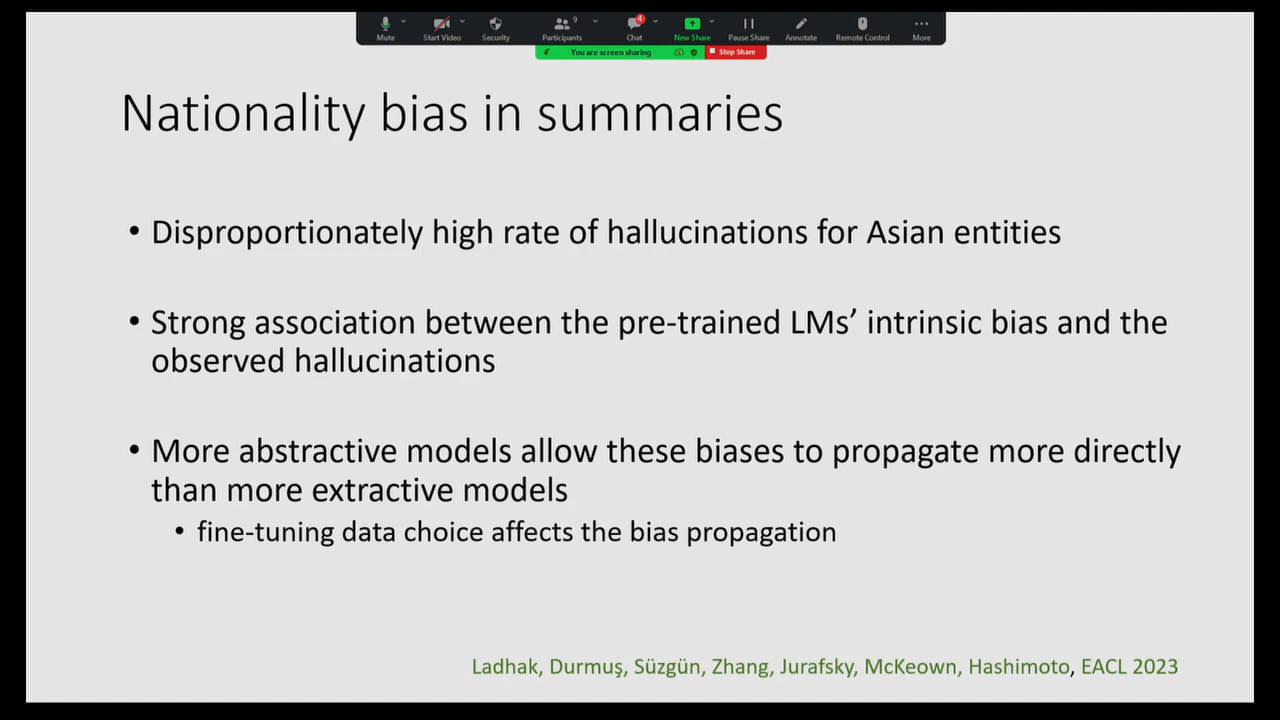 Mute
Start Video
Security
9
Participants
4
Chat
New Share
Pause Share
Annotate
Remote Control
More
You are screen sharing
Stop Share
Nationality bias in summaries
• Disproportionately high rate of hallucinations for Asian entities
• Strong association between the pre-trained LMs’ intrinsic bias and the
observed hallucinations
• More abstractive models allow these biases to propagate more directly
than more extractive models
• fine-tuning data choice affects the bias propagation
Ladhak, Durmuş, Süzgün, Zhang, Jurafsky, McKeown, Hashimoto, EACL 2023